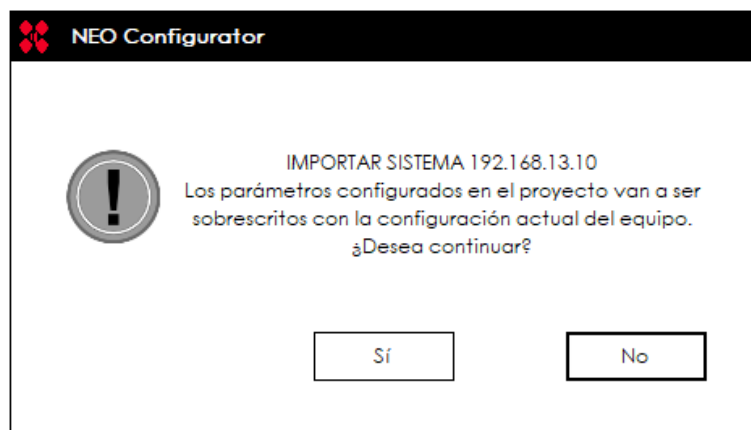 NEO Configurator
IMPORTAR SISTEMA 192.168.13.10
Los parámetros configurados en el proyecto van a ser
sobrescritos con la configuración actual del equipo.
¿Desea continuar?
Sí
No